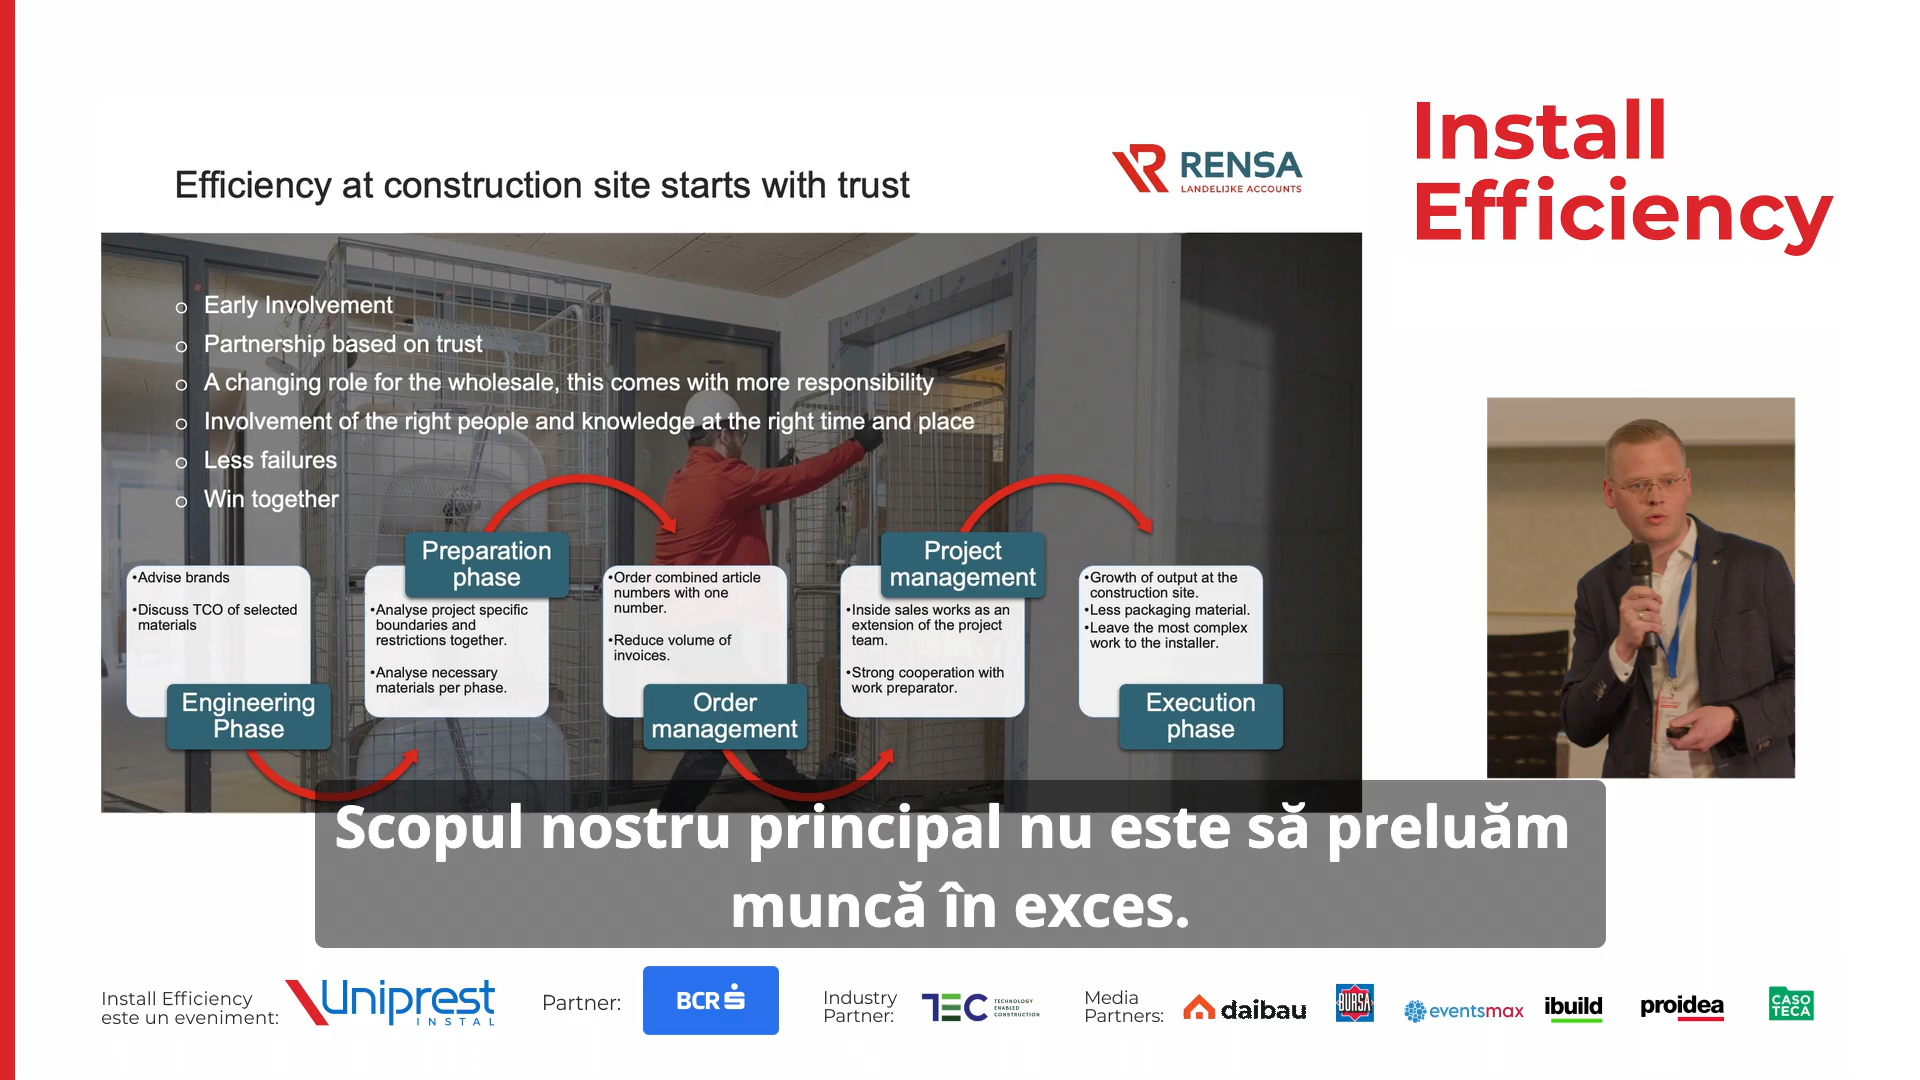 Install
Efficiency
Efficiency at construction site starts with trust
RENSA
LANDELIJKE ACCOUNTS
o Early Involvement
o Partnership based on trust
o A changing role for the wholesale, this comes with more responsibility
o Involvement of the right people and knowledge at the right time and place
o Less failures
o Win together
•Advise brands
•Discuss TCO of selected
materials
Engineering
Phase
Preparation
phase
•Analyse project specific
boundaries and
restrictions together.
•Analyse necessary
materials per phase.
•Order combined article
numbers with one
number.
•Reduce volume of
invoices.
Order
management
Project
management
•Inside sales works as an
extension of the project
team.
•Strong cooperation with
work preparator.
•Growth of output at the
construction site.
•Less packaging material.
•Leave the most complex
work to the installer.
Execution
phase
Scopul nostru principal nu este să preluăm
muncă în exces.
Install Efficiency
este un eveniment:
Uniprest
INSTAL
Partner:
BCR
Industry
Partner:
TEC
TECHNOLOGY
ENABLED
CONSTRUCTION
Media
Partners:
daibau
BURSA
eventsmax
ibuild
proidea
CASO
TECA